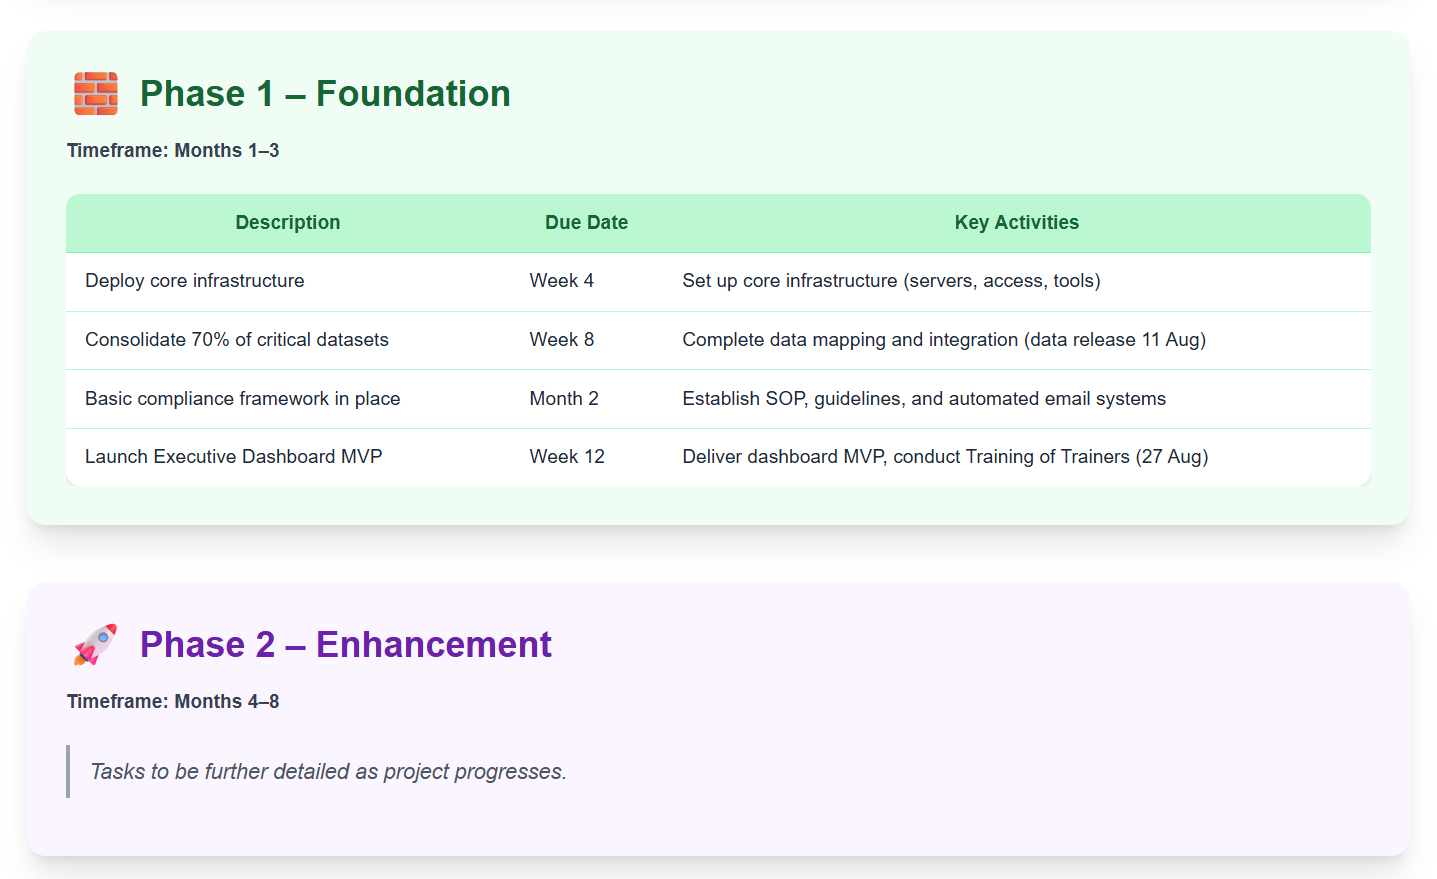 Phase 1 – Foundation
Timeframe: Months 1–3
Description Due Date Key Activities
Deploy core infrastructure Week 4 Set up core infrastructure (servers, access, tools)
Consolidate 70% of critical datasets Week 8 Complete data mapping and integration (data release 11 Aug)
Basic compliance framework in place Month 2 Establish SOP, guidelines, and automated email systems
Launch Executive Dashboard MVP Week 12 Deliver dashboard MVP, conduct Training of Trainers (27 Aug)
Phase 2 – Enhancement
Timeframe: Months 4–8
Tasks to be further detailed as project progresses.